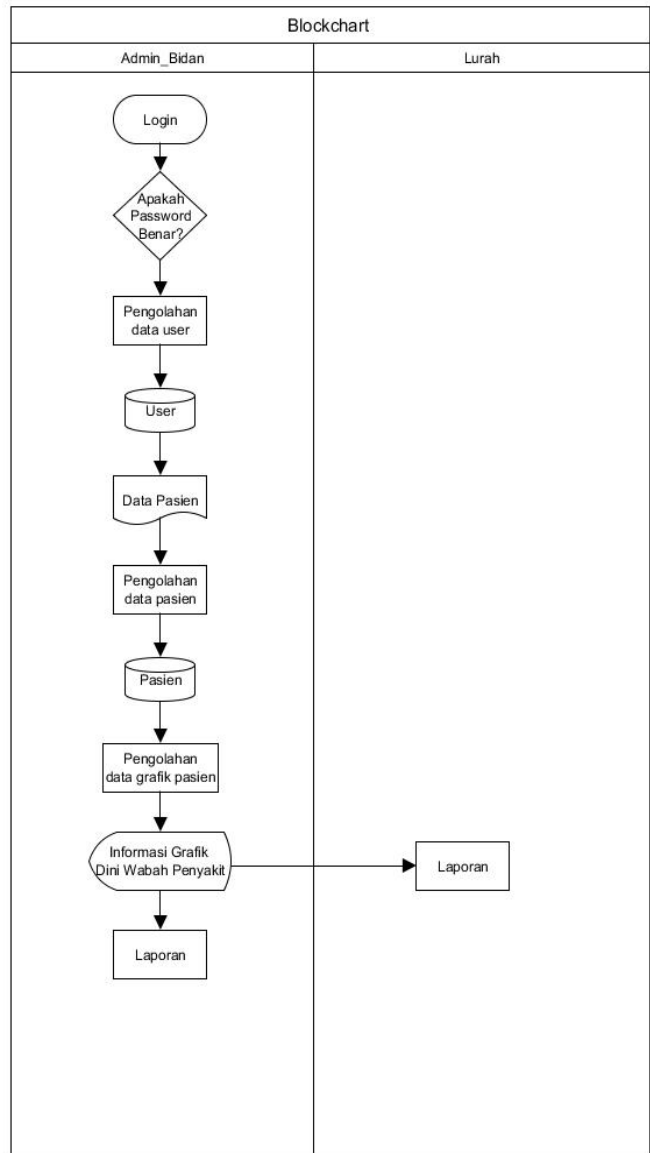 Blockchart
Admin_Bidan
Lurah
Login
Apakah
Password
Benar?
Pengolahan
data user
User
Data Pasien
Pengolahan
data pasien
Pasien
Pengolahan
data grafik pasien
Informasi Grafik
Dini Wabah Penyakit
Laporan
Laporan